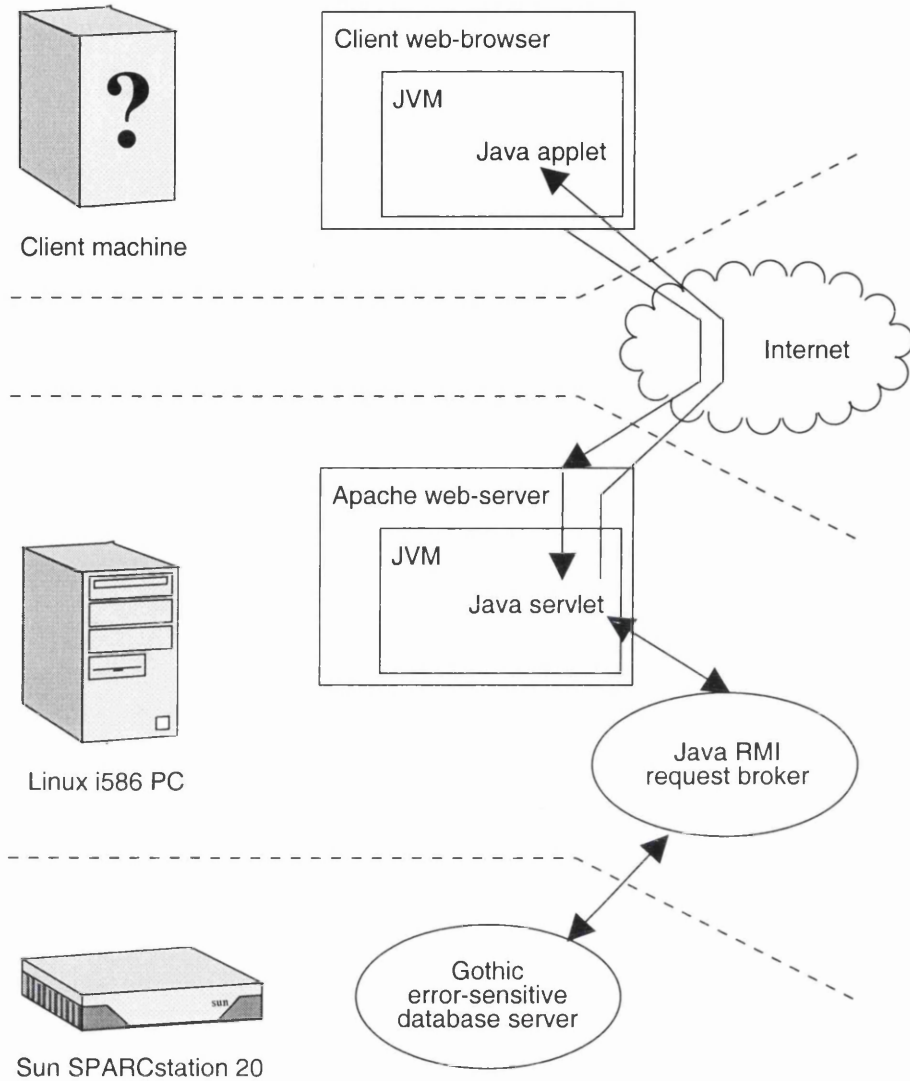 Client web-browser
JVM
?
Java applet
Client machine
Internet
Apache web-server
JVM
Java servlet
Java RMI
request broker
Linux i586 PC
Gothic
error-sensitive
database server
sun
Sun SPARCstation 20